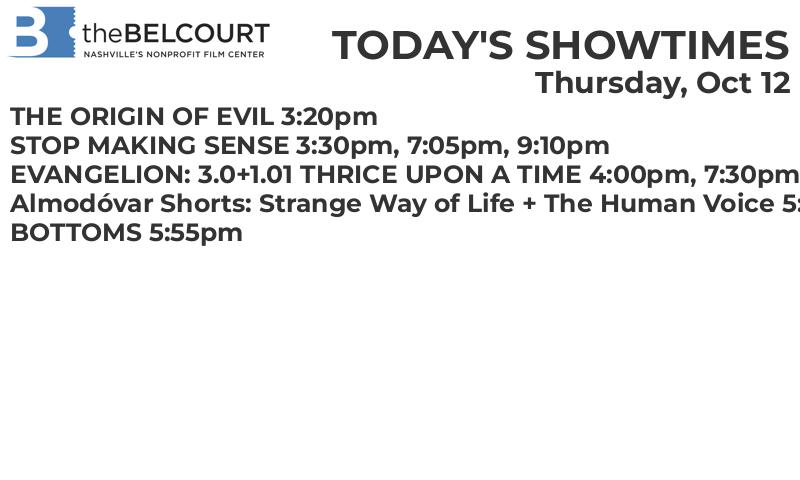 B theBELCOURT
NASHVILLE'S NONPROFIT FILM CENTER
TODAY'S SHOWTIMES
Thursday, Oct 12
THE ORIGIN OF EVIL 3:20pm
STOP MAKING SENSE 3:30pm, 7:05pm, 9:10pm
EVANGELION: 3.0+1.01 THRICE UPON A TIME 4:00pm, 7:30pm
Almodóvar Shorts: Strange Way of Life + The Human Voice 5:
BOTTOMS 5:55pm